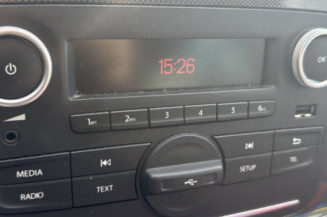 15:26
OK
1 2 3 4 5 6
MEDIA
SETUP TEL
RADIO TEXT